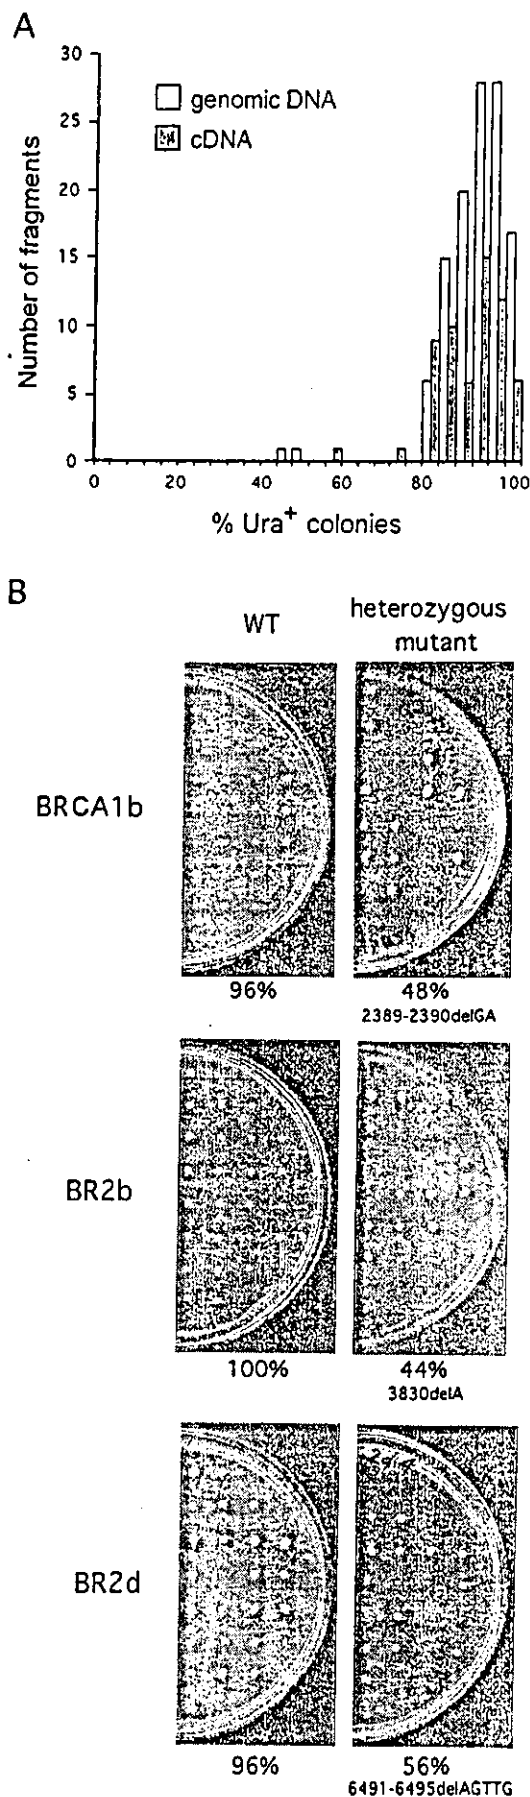 A
30
25
20
15
10
5
0
Number of fragments
genomic DNA
cDNA
0 20 40 60 80 100
% Ura+ colonies
B
WT
heterozygous
mutant
BRCA1b
96%
48%
2389-2390delGA
BR2b
100%
44%
3830delA
BR2d
96%
56%
6491-6495delAGTTG